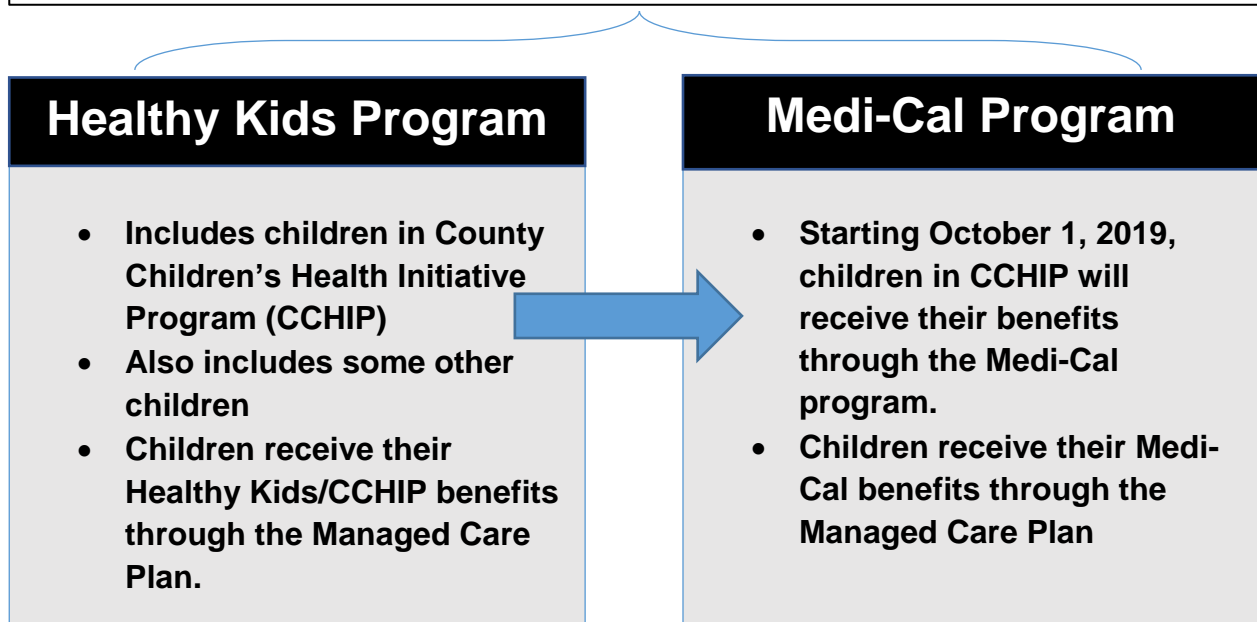 Healthy Kids Program
• Includes children in County
Children’s Health Initiative
Program (CCHIP)
• Also includes some other
children
• Children receive their
Healthy Kids/CCHIP benefits
through the Managed Care
Plan.
Medi-Cal Program
• Starting October 1, 2019,
children in CCHIP will
receive their benefits
through the Medi-Cal
program.
• Children receive their Medi-
Cal benefits through the
Managed Care Plan